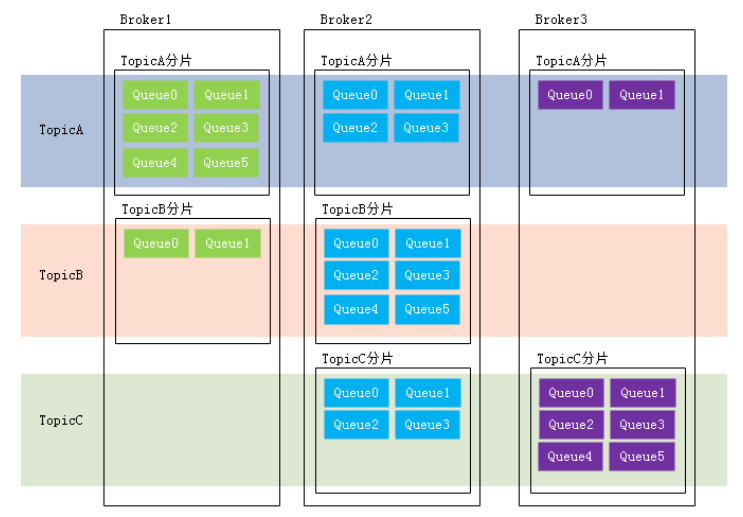 Broker1 Broker2 Broker3
TopicA分片 TopicA分片 TopicA分片
Queue0 Queue1 Queue0 Queue1 Queue0 Queue1
TopicA Queue2 Queue3 Queue2 Queue3
Queue4 Queue5
TopicB分片 TopicB分片
Queue0 Queue1 Queue0 Queue1
TopicB Queue2 Queue3
Queue4 Queue5
TopicC分片 TopicC分片
Queue0 Queue1 Queue0 Queue1
TopicC Queue2 Queue3 Queue2 Queue3
Queue4 Queue5